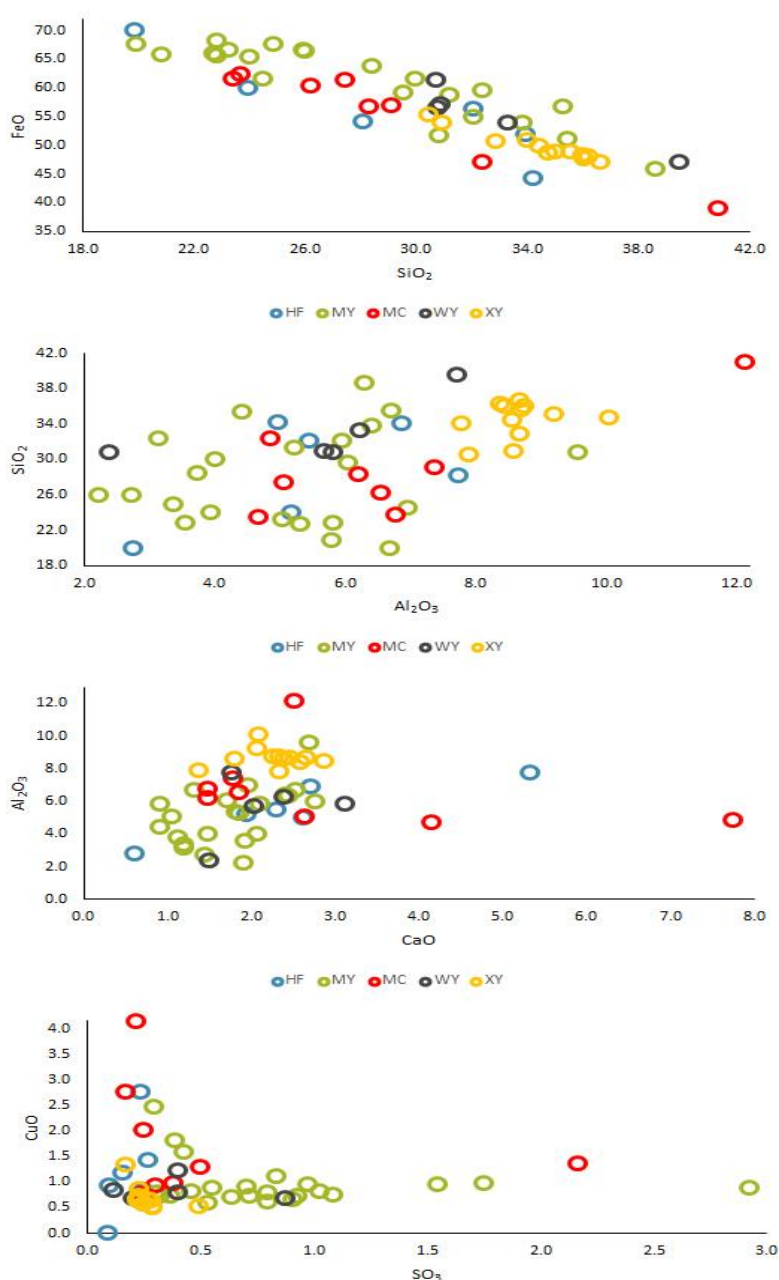 70.0
65.0
60.0
FeO
55.0
50.0
45.0
40.0
35.0
18.0 22.0 26.0 30.0 34.0 38.0 42.0
SiO₂
HF MY MC WY XY
42.0
38.0
34.0
SiO₂
30.0
26.0
22.0
18.0
2.0 4.0 6.0 8.0 10.0 12.0
Al₂O₃
HF MY MC WY XY
12.0
10.0
8.0
Al₂O₃
6.0
4.0
2.0
0.0
0.0 1.0 2.0 3.0 4.0 5.0 6.0 7.0 8.0
CaO
HF MY MC WY XY
4.0
3.5
3.0
2.5
CuO
2.0
1.5
1.0
0.5
0.0
0.0 0.5 1.0 1.5 2.0 2.5 3.0
SO₃